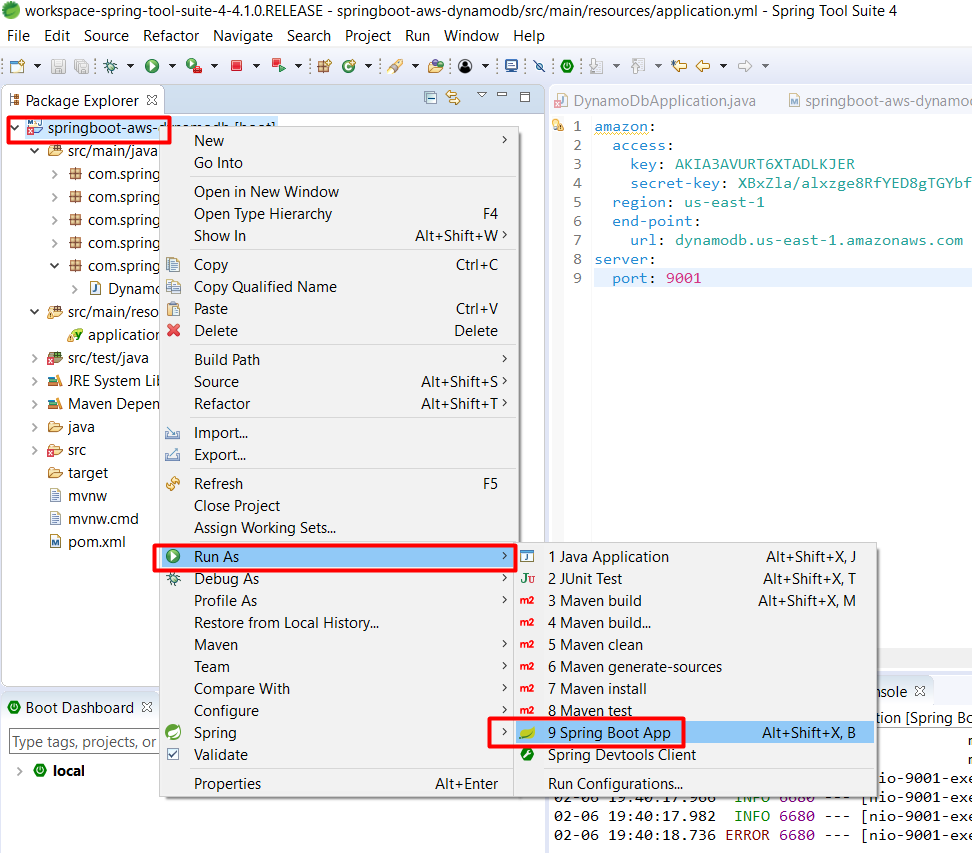 workspace-spring-tool-suite-4-4.1.0.RELEASE - springboot-aws-dynamodb/src/main/resources/application.yml - Spring Tool Suite 4
File Edit Source Refactor Navigate Search Project Run Window Help
Package Explorer
springboot-aws-dynamodb [boot]
src/main/java
com.spring
com.spring
com.spring
com.spring
com.spring
Dynamo
src/main/reso
application
src/test/java
JRE System Lib
Maven Depen
java
src
target
mvnw
mvnw.cmd
pom.xml
New
Go Into
Open in New Window
Open Type Hierarchy F4
Show In Alt+Shift+W
Copy Ctrl+C
Copy Qualified Name
Paste Ctrl+V
Delete Delete
Build Path
Source Alt+Shift+S
Refactor Alt+Shift+T
Import...
Export...
Refresh F5
Close Project
Assign Working Sets...
Run As
Debug As
Profile As
Restore from Local History...
Maven
Team
Compare With
Configure
Spring
Validate
Properties Alt+Enter
1 Java Application Alt+Shift+X, J
2 JUnit Test Alt+Shift+X, T
3 Maven build Alt+Shift+X, M
4 Maven build...
5 Maven clean
6 Maven generate-sources
7 Maven install
8 Maven test
9 Spring Boot App Alt+Shift+X, B
Spring Devtools Client
Run Configurations...
DynamoDbApplication.java springboot-aws-dynamo
1 amazon:
2 access:
3 key: AKIA3AVURT6XTADLKJER
4 secret-key: XBxZla/alxzge8RfYED8gTGYbf
5 region: us-east-1
6 end-point:
7 url: dynamodb.us-east-1.amazonaws.com
8 server:
9 port: 9001
Boot Dashboard
Type tags, projects, or
local
nsole
tion [Spring Bo
nio-9001-exe
02-06 19:40:17.966 INFO 6680 --- [nio-9001-exe
02-06 19:40:17.982 INFO 6680 --- [nio-9001-exe
02-06 19:40:18.736 ERROR 6680 --- [nio-9001-exe